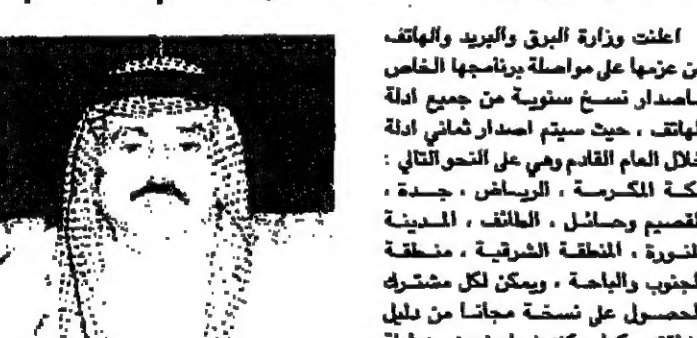 اعلنت وزارة البرق والبريد والهاتف
عن عزمها على مواصلة برنامجها الخاص
باصدار نسخ سنوية من جميع أدلة
الهاتف ، حيث سيتم اصدار ثماني ادلة
خلال العام القادم وهي على النحو التالي :
مكة المكرمة ، الرياض ، جدة ،
القصيم وحائل ، الطائف ، المدينة
المنورة ، المنطقة الشرقية ، منطقة
الجنوب والباحة ، ويمكن لكل مشترك
الحصول على نسخة مجانا من دليل